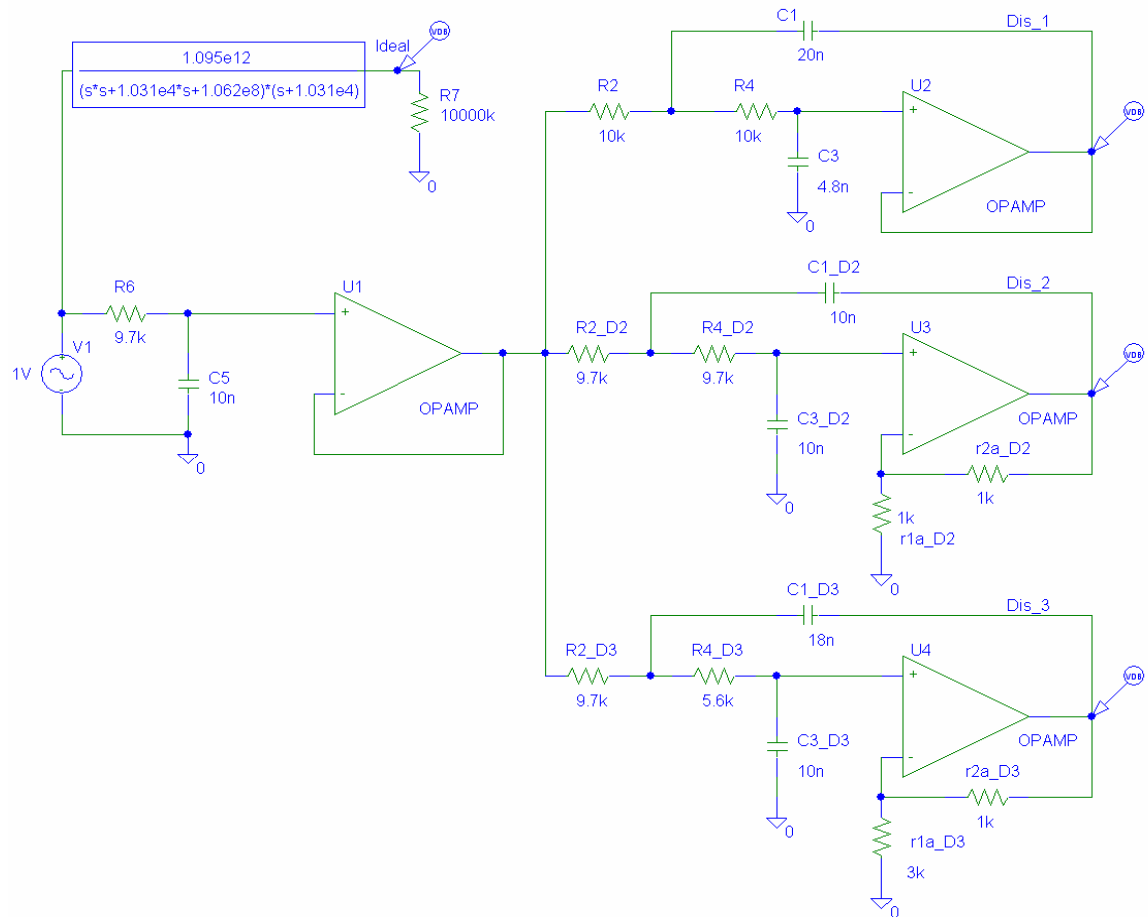 C1
20n
Dis_1
VDB
1.095e12
(s*s+1.031e4*s+1.062e8)*(s+1.031e4)
Ideal
VDB
R7
10000k
0
R2
10k
R4
10k
C3
4.8n
0
U2
+
-
OPAMP
VDB
C1_D2
10n
Dis_2
R6
9.7k
V1
1V
+
-
C5
10n
0
U1
+
-
OPAMP
R2_D2
9.7k
R4_D2
9.7k
C3_D2
10n
0
U3
+
-
OPAMP
VDB
r2a_D2
1k
1k
r1a_D2
0
C1_D3
18n
Dis_3
R2_D3
9.7k
R4_D3
5.6k
C3_D3
10n
0
U4
+
-
OPAMP
VDB
r2a_D3
1k
r1a_D3
3k
0